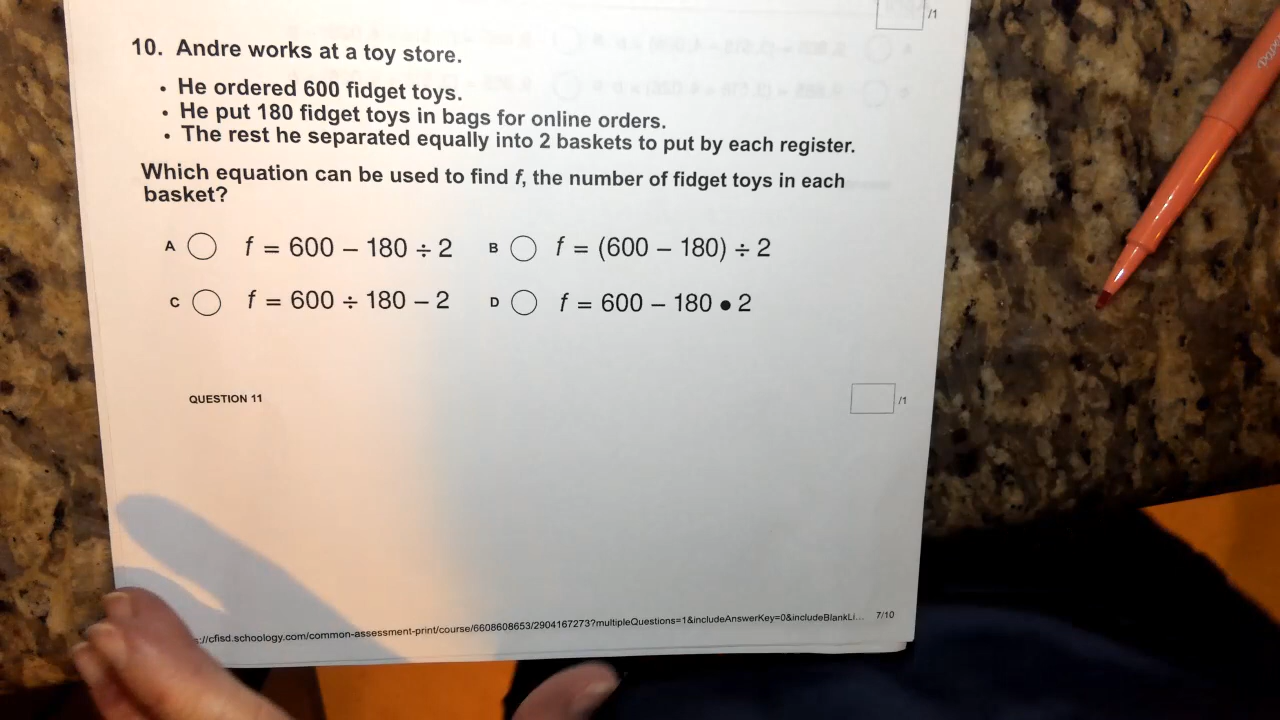 /1
10. Andre works at a toy store.
• He ordered 600 fidget toys.
• He put 180 fidget toys in bags for online orders.
• The rest he separated equally into 2 baskets to put by each register.
Which equation can be used to find f, the number of fidget toys in each
basket?
A f = 600 – 180 ÷ 2 B f = (600 – 180) ÷ 2
C f = 600 ÷ 180 – 2 D f = 600 – 180 • 2
QUESTION 11 /1
://cfisd.schoology.com/common-assessment-print/course/6608608653/2904167273?multipleQuestions=1&includeAnswerKey=0&includeBlankLi... 7/10